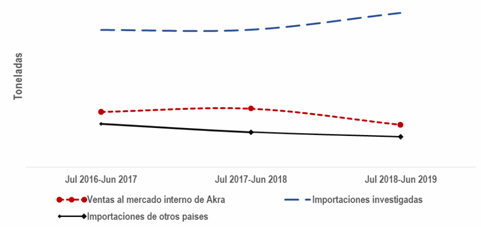 Toneladas
Jul 2016-Jun 2017
Jul 2017-Jun 2018
Jul 2018-Jun 2019
Ventas al mercado interno de Akra
Importaciones investigadas
Importaciones de otros países